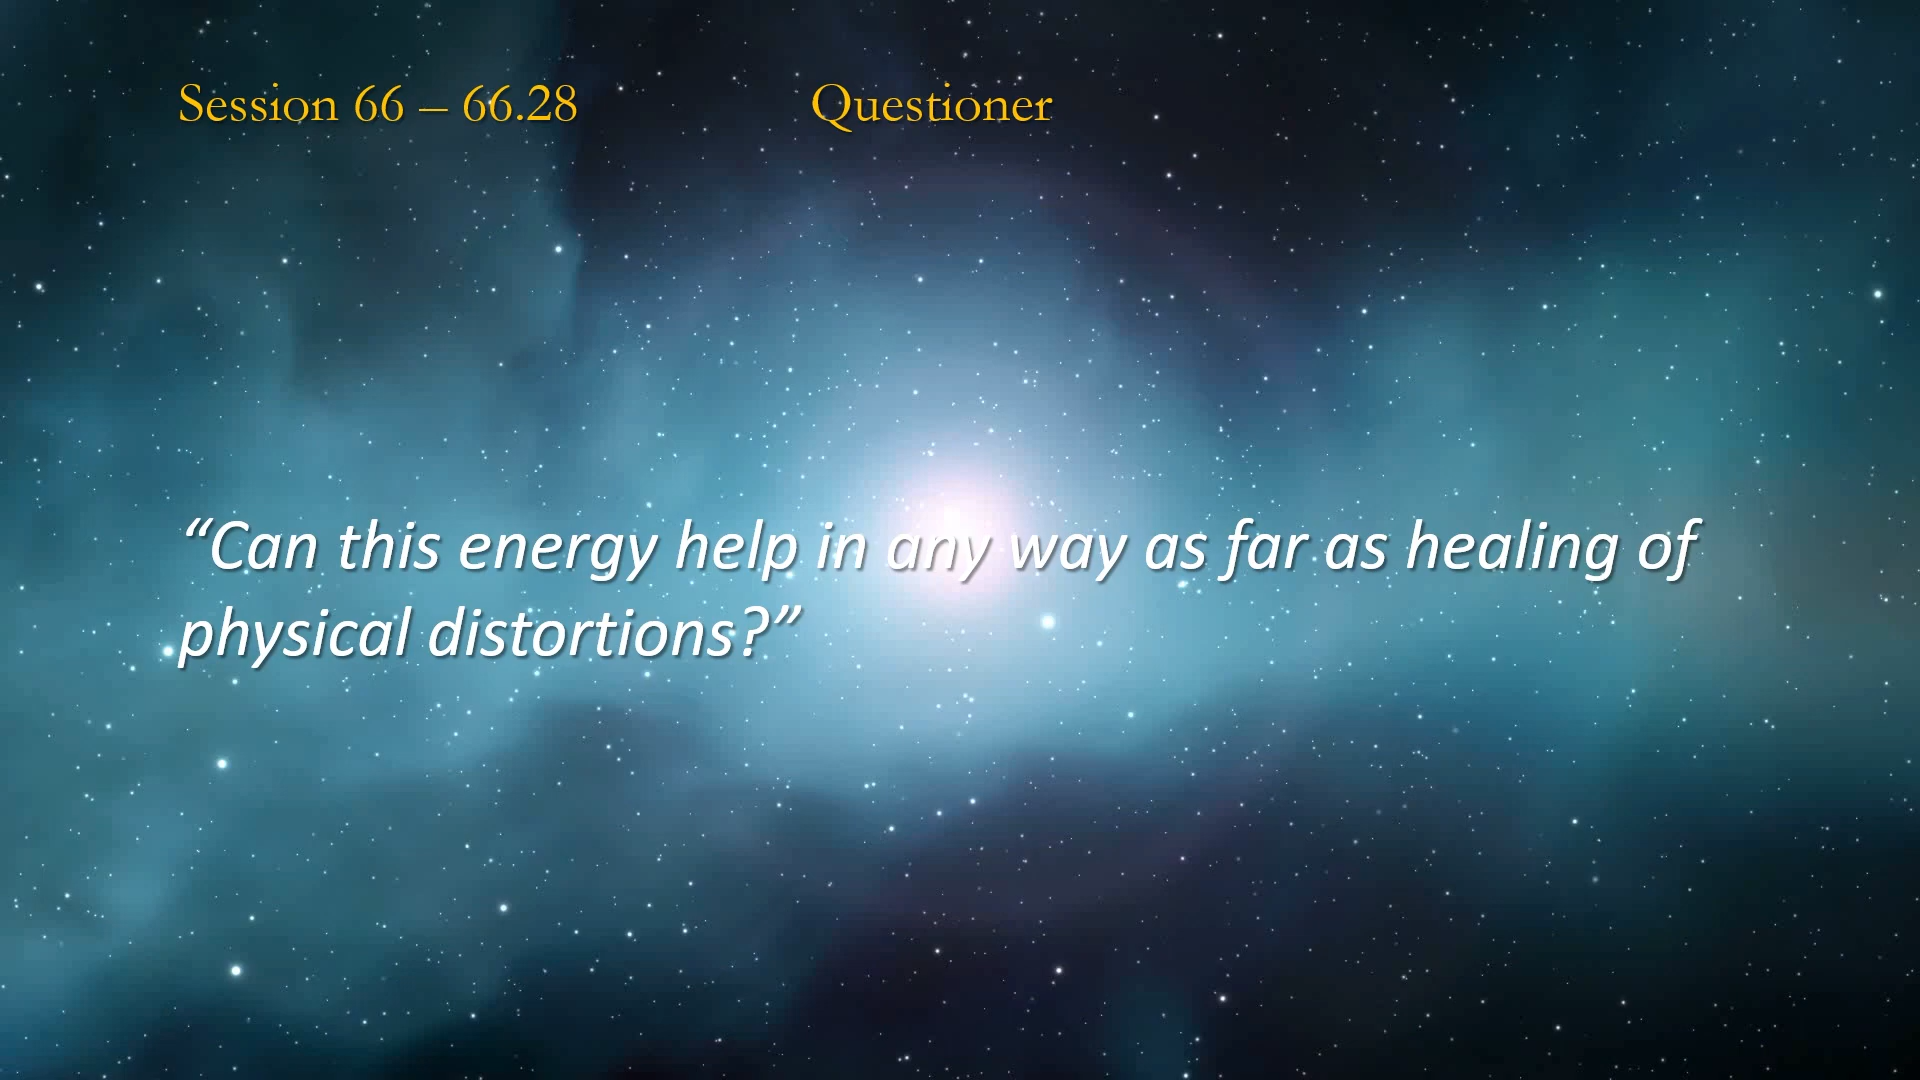 Session 66 – 66.28 Questioner
“Can this energy help in any way as far as healing of
physical distortions?”